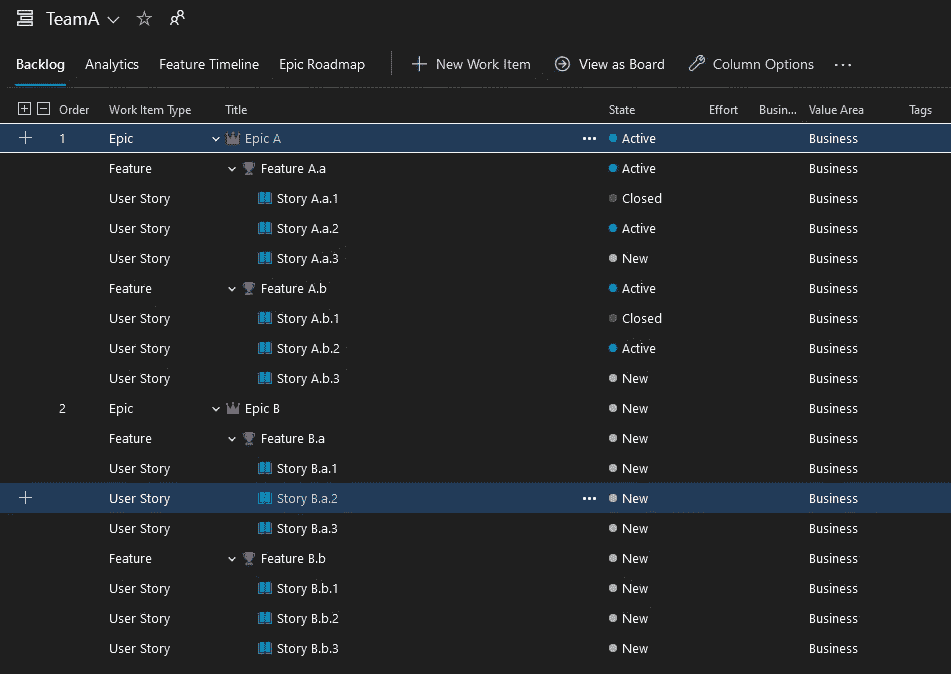 TeamA
Backlog Analytics Feature Timeline Epic Roadmap New Work Item View as Board Column Options ...
Order Work Item Type Title State Effort Busin... Value Area Tags
1 Epic Epic A ... Active Business
Feature Feature A.a Active Business
User Story Story A.a.1 Closed Business
User Story Story A.a.2 Active Business
User Story Story A.a.3 New Business
Feature Feature A.b Active Business
User Story Story A.b.1 Closed Business
User Story Story A.b.2 Active Business
User Story Story A.b.3 New Business
2 Epic Epic B New Business
Feature Feature B.a New Business
User Story Story B.a.1 New Business
User Story Story B.a.2 ... New Business
User Story Story B.a.3 New Business
Feature Feature B.b New Business
User Story Story B.b.1 New Business
User Story Story B.b.2 New Business
User Story Story B.b.3 New Business